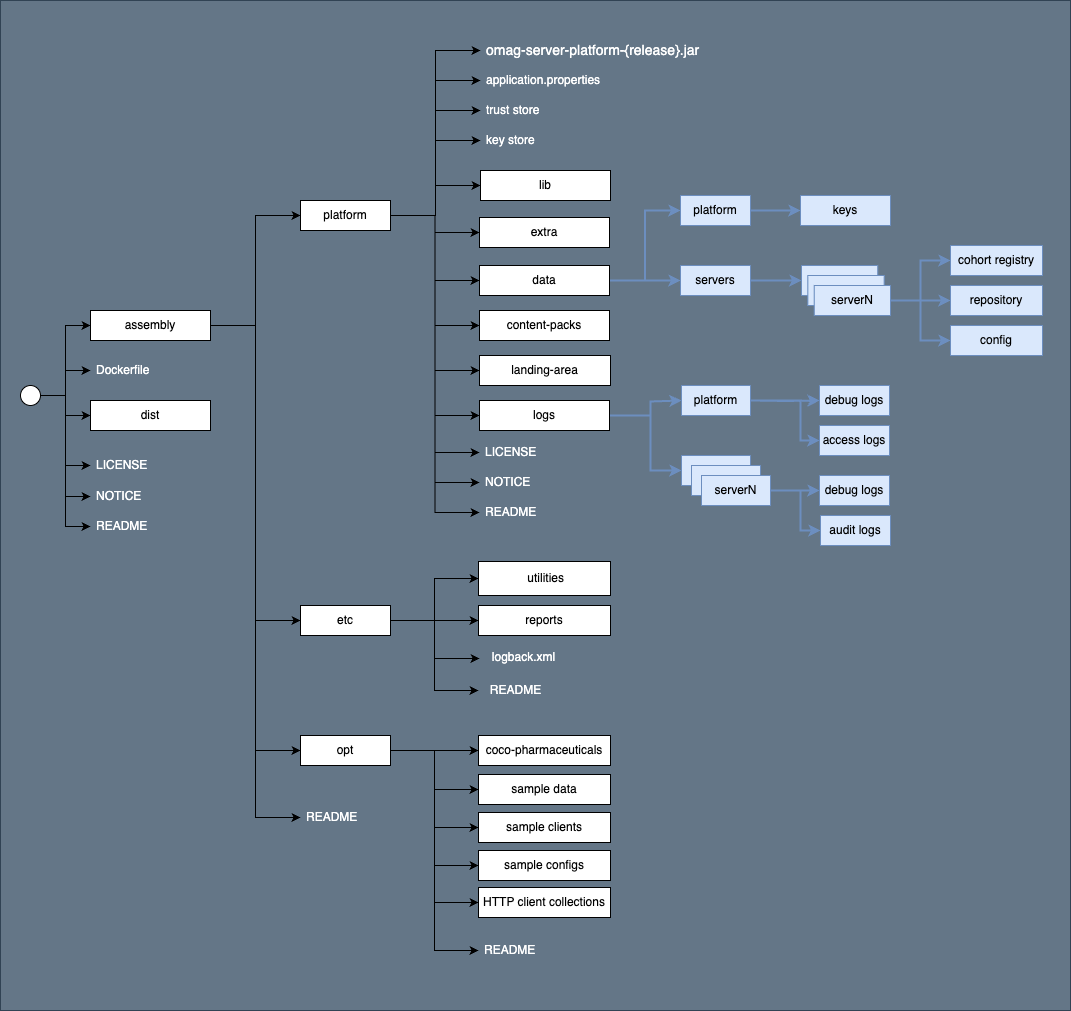 omag-server-platform-{release}.jar
application.properties
trust store
key store
lib
platform
extra
data
content-packs
landing-area
logs
LICENSE
NOTICE
README
platform
keys
servers
serverN
cohort registry
repository
config
platform
debug logs
access logs
serverN
debug logs
audit logs
assembly
Dockerfile
dist
LICENSE
NOTICE
README
etc
utilities
reports
logback.xml
README
opt
coco-pharmaceuticals
sample data
sample clients
sample configs
HTTP client collections
README
README